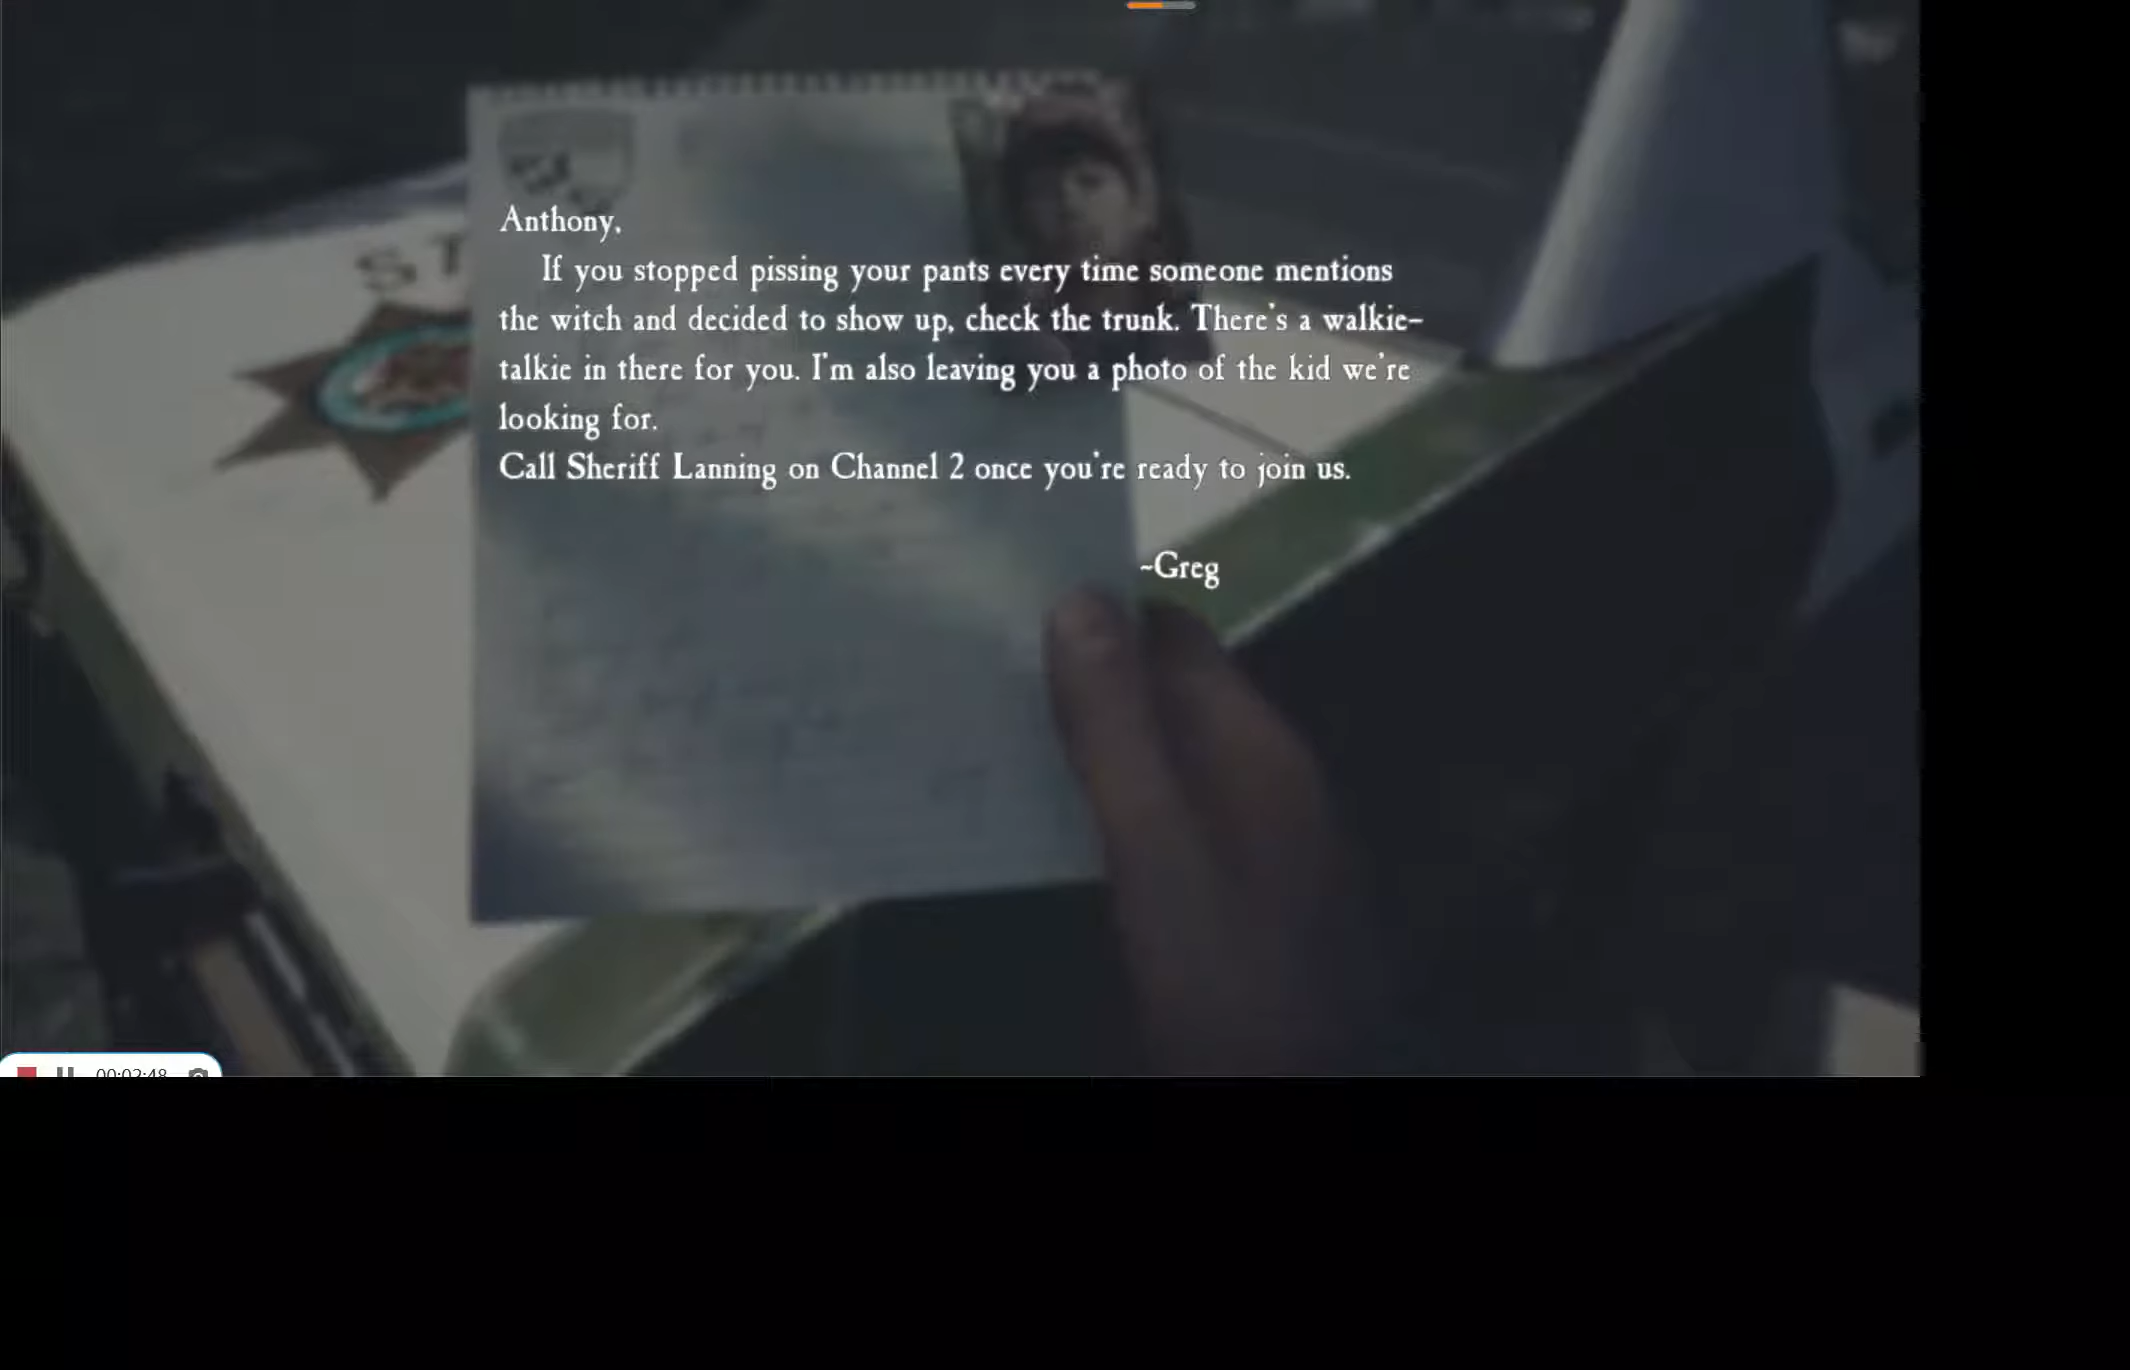 ST
Anthony,
If you stopped pissing your pants every time someone mentions
the witch and decided to show up, check the trunk. There's a walkie-
talkie in there for you. I'm also leaving you a photo of the kid we're
looking for.
Call Sheriff Lanning on Channel 2 once you're ready to join us.
~Greg
00:02:48